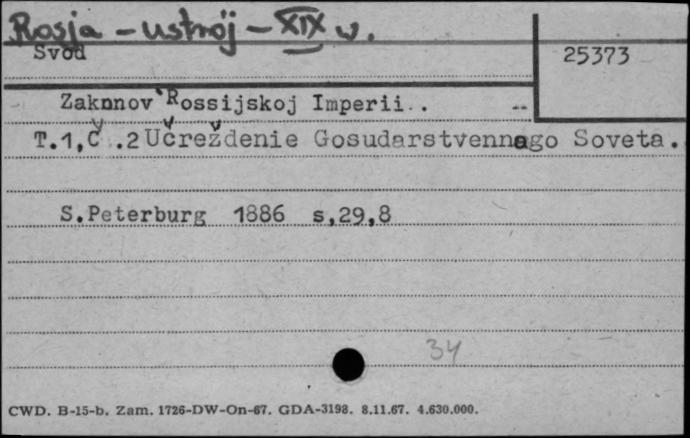 Rosja - ustrój - XIX w.
Svod
25373
Zakonov Rossijskoj Imperii. . --
T.1,Č .2 Učreždenie Gosudarstvennago Soveta.
S.Peterburg 1886 s,29,8
34
CWD. B-15-b. Zam. 1726-DW-On-67. GDA-3198. 8.11.67. 4.630.000.